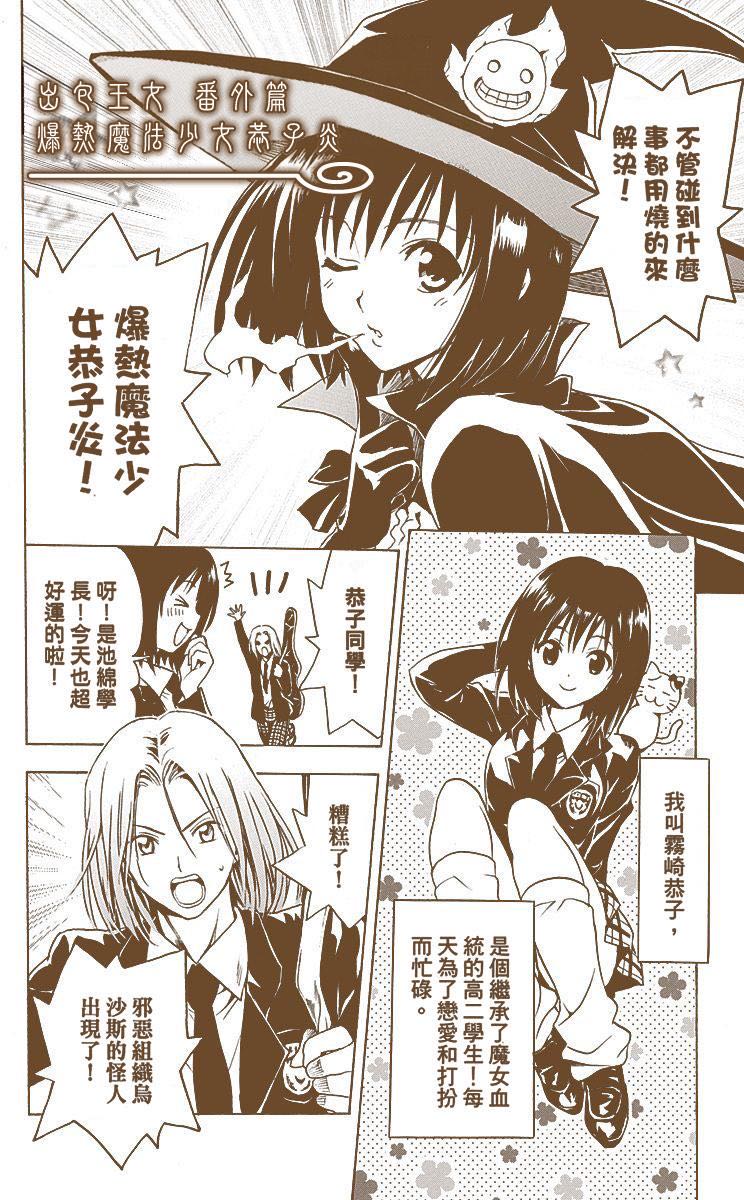 出包王女 番外篇
爆熱魔法少女恭子炎
不管碰到什麼
事都用燒的來
解決！
爆熱魔法少
女恭子炎！
我叫霧崎恭子，
是個繼承了魔女血
統的高二學生！每
天為了戀愛和打扮
而忙碌。
恭子同學！
呀！是池綿學
長！今天也超
好運的啦！
糟糕了！
邪惡組織烏
沙斯的怪人
出現了！